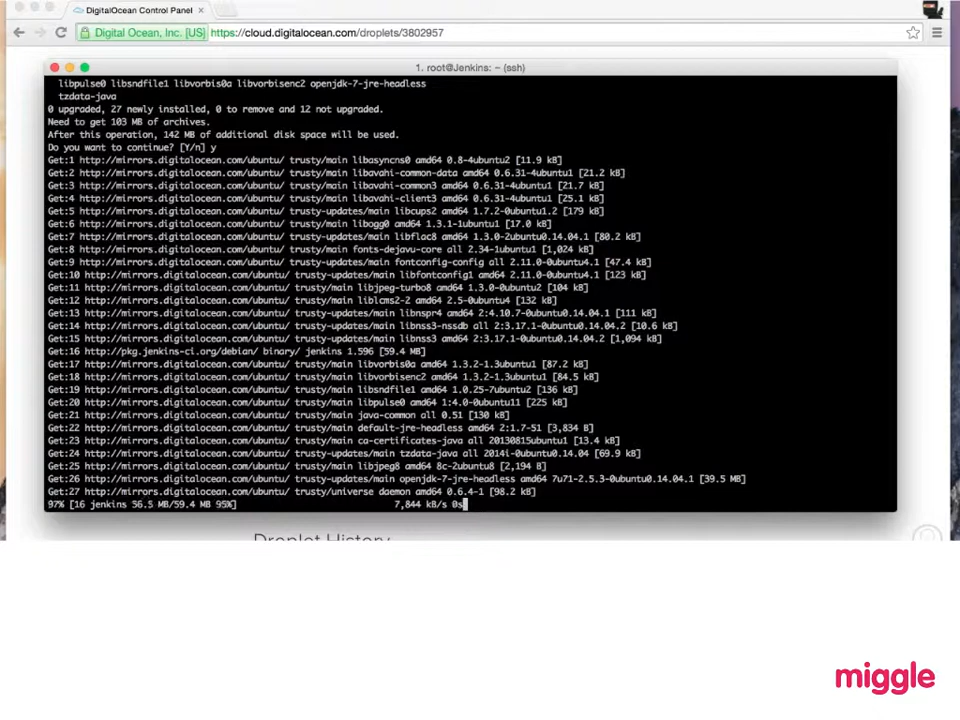 DigitalOcean Control Panel
Digital Ocean, Inc. [US] https://cloud.digitalocean.com/droplets/3802957
1. root@Jenkins: ~ (ssh)
libpulse0 libsndfile1 libvorbis0a libvorbisenc2 openjdk-7-jre-headless
tzdata-java
0 upgraded, 27 newly installed, 0 to remove and 12 not upgraded.
Need to get 103 MB of archives.
After this operation, 142 MB of additional disk space will be used.
Do you want to continue? [Y/n] y
Get:1 http://mirrors.digitalocean.com/ubuntu/ trusty/main libasyncns0 amd64 0.8-4ubuntu2 [11.9 kB]
Get:2 http://mirrors.digitalocean.com/ubuntu/ trusty/main libavahi-common-data amd64 0.6.31-4ubuntu1 [21.2 kB]
Get:3 http://mirrors.digitalocean.com/ubuntu/ trusty/main libavahi-common3 amd64 0.6.31-4ubuntu1 [21.7 kB]
Get:4 http://mirrors.digitalocean.com/ubuntu/ trusty/main libavahi-client3 amd64 0.6.31-4ubuntu1 [25.1 kB]
Get:5 http://mirrors.digitalocean.com/ubuntu/ trusty-updates/main libcups2 amd64 1.7.2-0ubuntu1.2 [179 kB]
Get:6 http://mirrors.digitalocean.com/ubuntu/ trusty/main libogg0 amd64 1.3.1-1ubuntu1 [17.0 kB]
Get:7 http://mirrors.digitalocean.com/ubuntu/ trusty-updates/main libflac8 amd64 1.3.0-2ubuntu0.14.04.1 [80.2 kB]
Get:8 http://mirrors.digitalocean.com/ubuntu/ trusty/main fonts-dejavu-core all 2.34-1ubuntu1 [1,024 kB]
Get:9 http://mirrors.digitalocean.com/ubuntu/ trusty-updates/main fontconfig-config all 2.11.0-0ubuntu4.1 [47.4 kB]
Get:10 http://mirrors.digitalocean.com/ubuntu/ trusty-updates/main libfontconfig1 amd64 2.11.0-0ubuntu4.1 [123 kB]
Get:11 http://mirrors.digitalocean.com/ubuntu/ trusty/main libjpeg-turbo8 amd64 1.3.0-0ubuntu2 [104 kB]
Get:12 http://mirrors.digitalocean.com/ubuntu/ trusty/main liblcms2-2 amd64 2.5-0ubuntu4 [132 kB]
Get:13 http://mirrors.digitalocean.com/ubuntu/ trusty-updates/main libnspr4 amd64 2:4.10.7-0ubuntu0.14.04.1 [111 kB]
Get:14 http://mirrors.digitalocean.com/ubuntu/ trusty-updates/main libnss3-nssdb all 2:3.17.1-0ubuntu0.14.04.2 [10.6 kB]
Get:15 http://mirrors.digitalocean.com/ubuntu/ trusty-updates/main libnss3 amd64 2:3.17.1-0ubuntu0.14.04.2 [1,094 kB]
Get:16 http://pkg.jenkins-ci.org/debian/ binary/ jenkins 1.596 [59.4 MB]
Get:17 http://mirrors.digitalocean.com/ubuntu/ trusty/main libvorbis0a amd64 1.3.2-1.3ubuntu1 [87.2 kB]
Get:18 http://mirrors.digitalocean.com/ubuntu/ trusty/main libvorbisenc2 amd64 1.3.2-1.3ubuntu1 [84.5 kB]
Get:19 http://mirrors.digitalocean.com/ubuntu/ trusty/main libsndfile1 amd64 1.0.25-7ubuntu2 [136 kB]
Get:20 http://mirrors.digitalocean.com/ubuntu/ trusty/main libpulse0 amd64 1:4.0-0ubuntu11 [225 kB]
Get:21 http://mirrors.digitalocean.com/ubuntu/ trusty/main java-common all 0.51 [130 kB]
Get:22 http://mirrors.digitalocean.com/ubuntu/ trusty/main default-jre-headless amd64 2:1.7-51 [3,834 B]
Get:23 http://mirrors.digitalocean.com/ubuntu/ trusty/main ca-certificates-java all 20130815ubuntu1 [13.4 kB]
Get:24 http://mirrors.digitalocean.com/ubuntu/ trusty-updates/main tzdata-java all 2014i-0ubuntu0.14.04 [69.9 kB]
Get:25 http://mirrors.digitalocean.com/ubuntu/ trusty/main libjpeg8 amd64 8c-2ubuntu8 [2,194 B]
Get:26 http://mirrors.digitalocean.com/ubuntu/ trusty-updates/main openjdk-7-jre-headless amd64 7u71-2.5.3-0ubuntu0.14.04.1 [39.5 MB]
Get:27 http://mirrors.digitalocean.com/ubuntu/ trusty/universe daemon amd64 0.6.4-1 [98.2 kB]
97% [16 jenkins 56.5 MB/59.4 MB 95%] 7,844 kB/s 0s
Droplet History
miggle